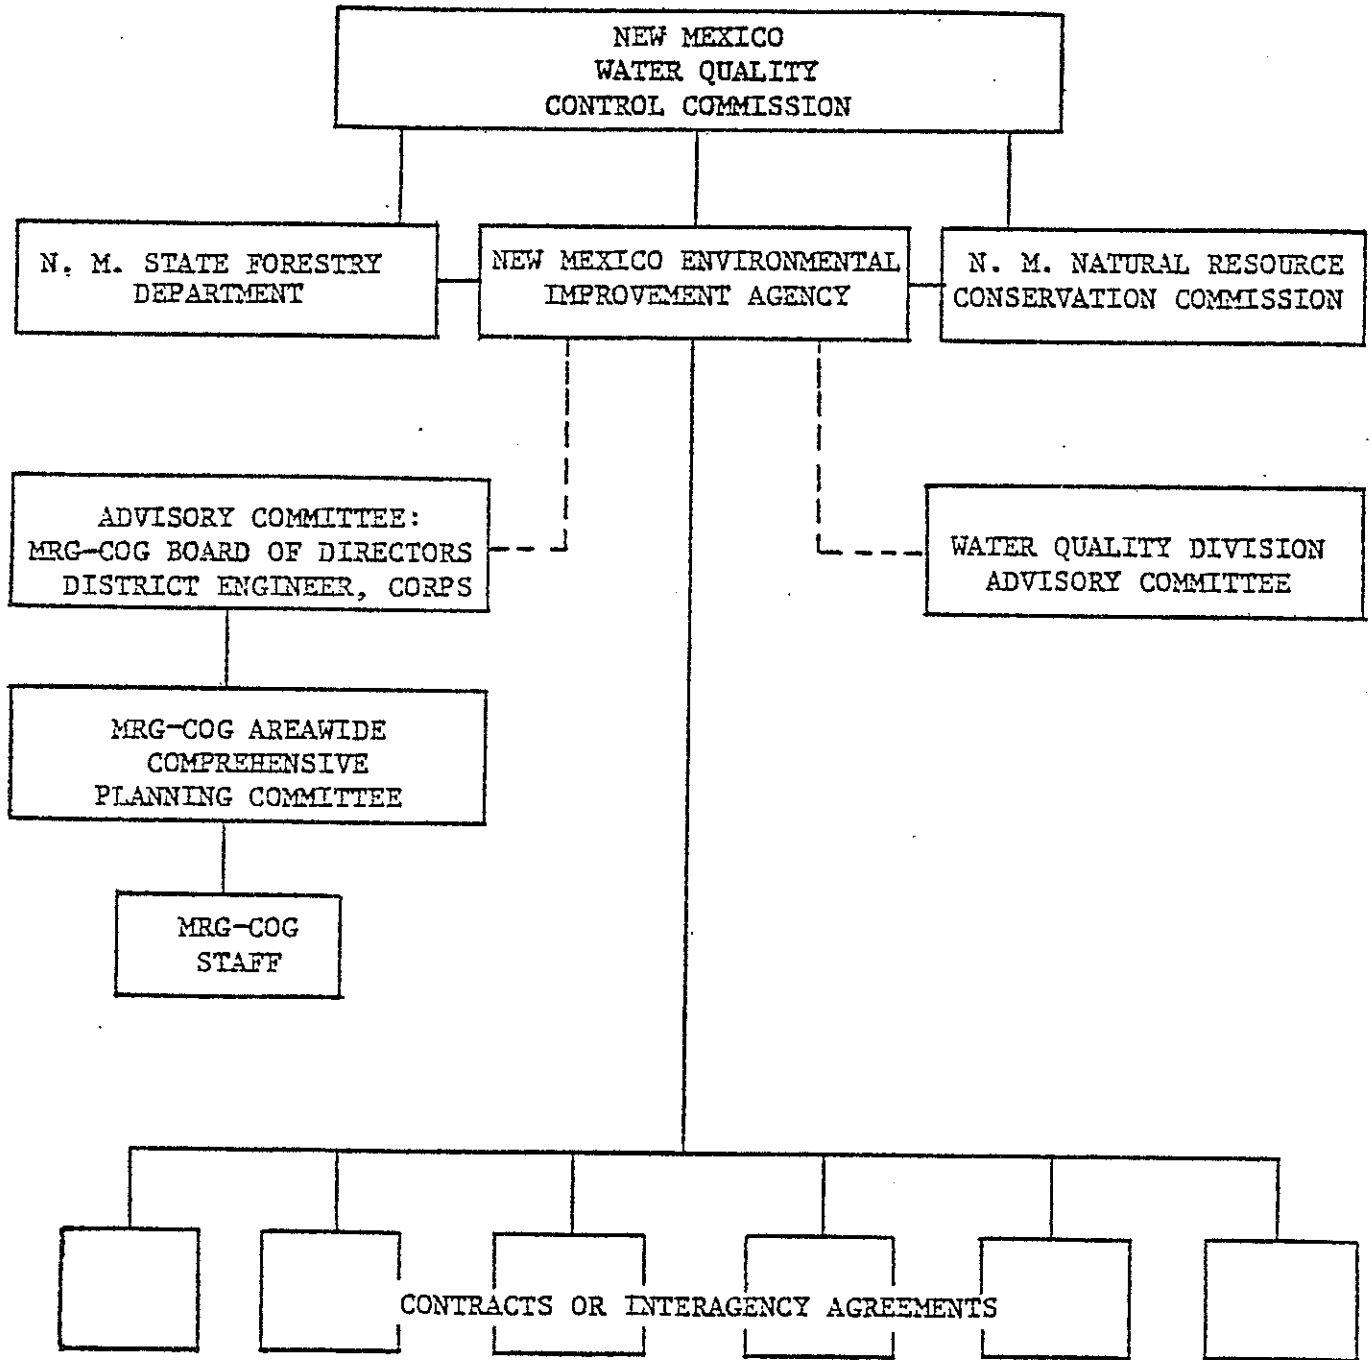 NEW MEXICO
WATER QUALITY
CONTROL COMMISSION
N. M. STATE FORESTRY
DEPARTMENT
NEW MEXICO ENVIRONMENTAL
IMPROVEMENT AGENCY
N. M. NATURAL RESOURCE
CONSERVATION COMMISSION
ADVISORY COMMITTEE:
MRG-COG BOARD OF DIRECTORS
DISTRICT ENGINEER, CORPS
WATER QUALITY DIVISION
ADVISORY COMMITTEE
MRG-COG AREAWIDE
COMPREHENSIVE
PLANNING COMMITTEE
MRG-COG
STAFF
CONTRACTS OR INTERAGENCY AGREEMENTS